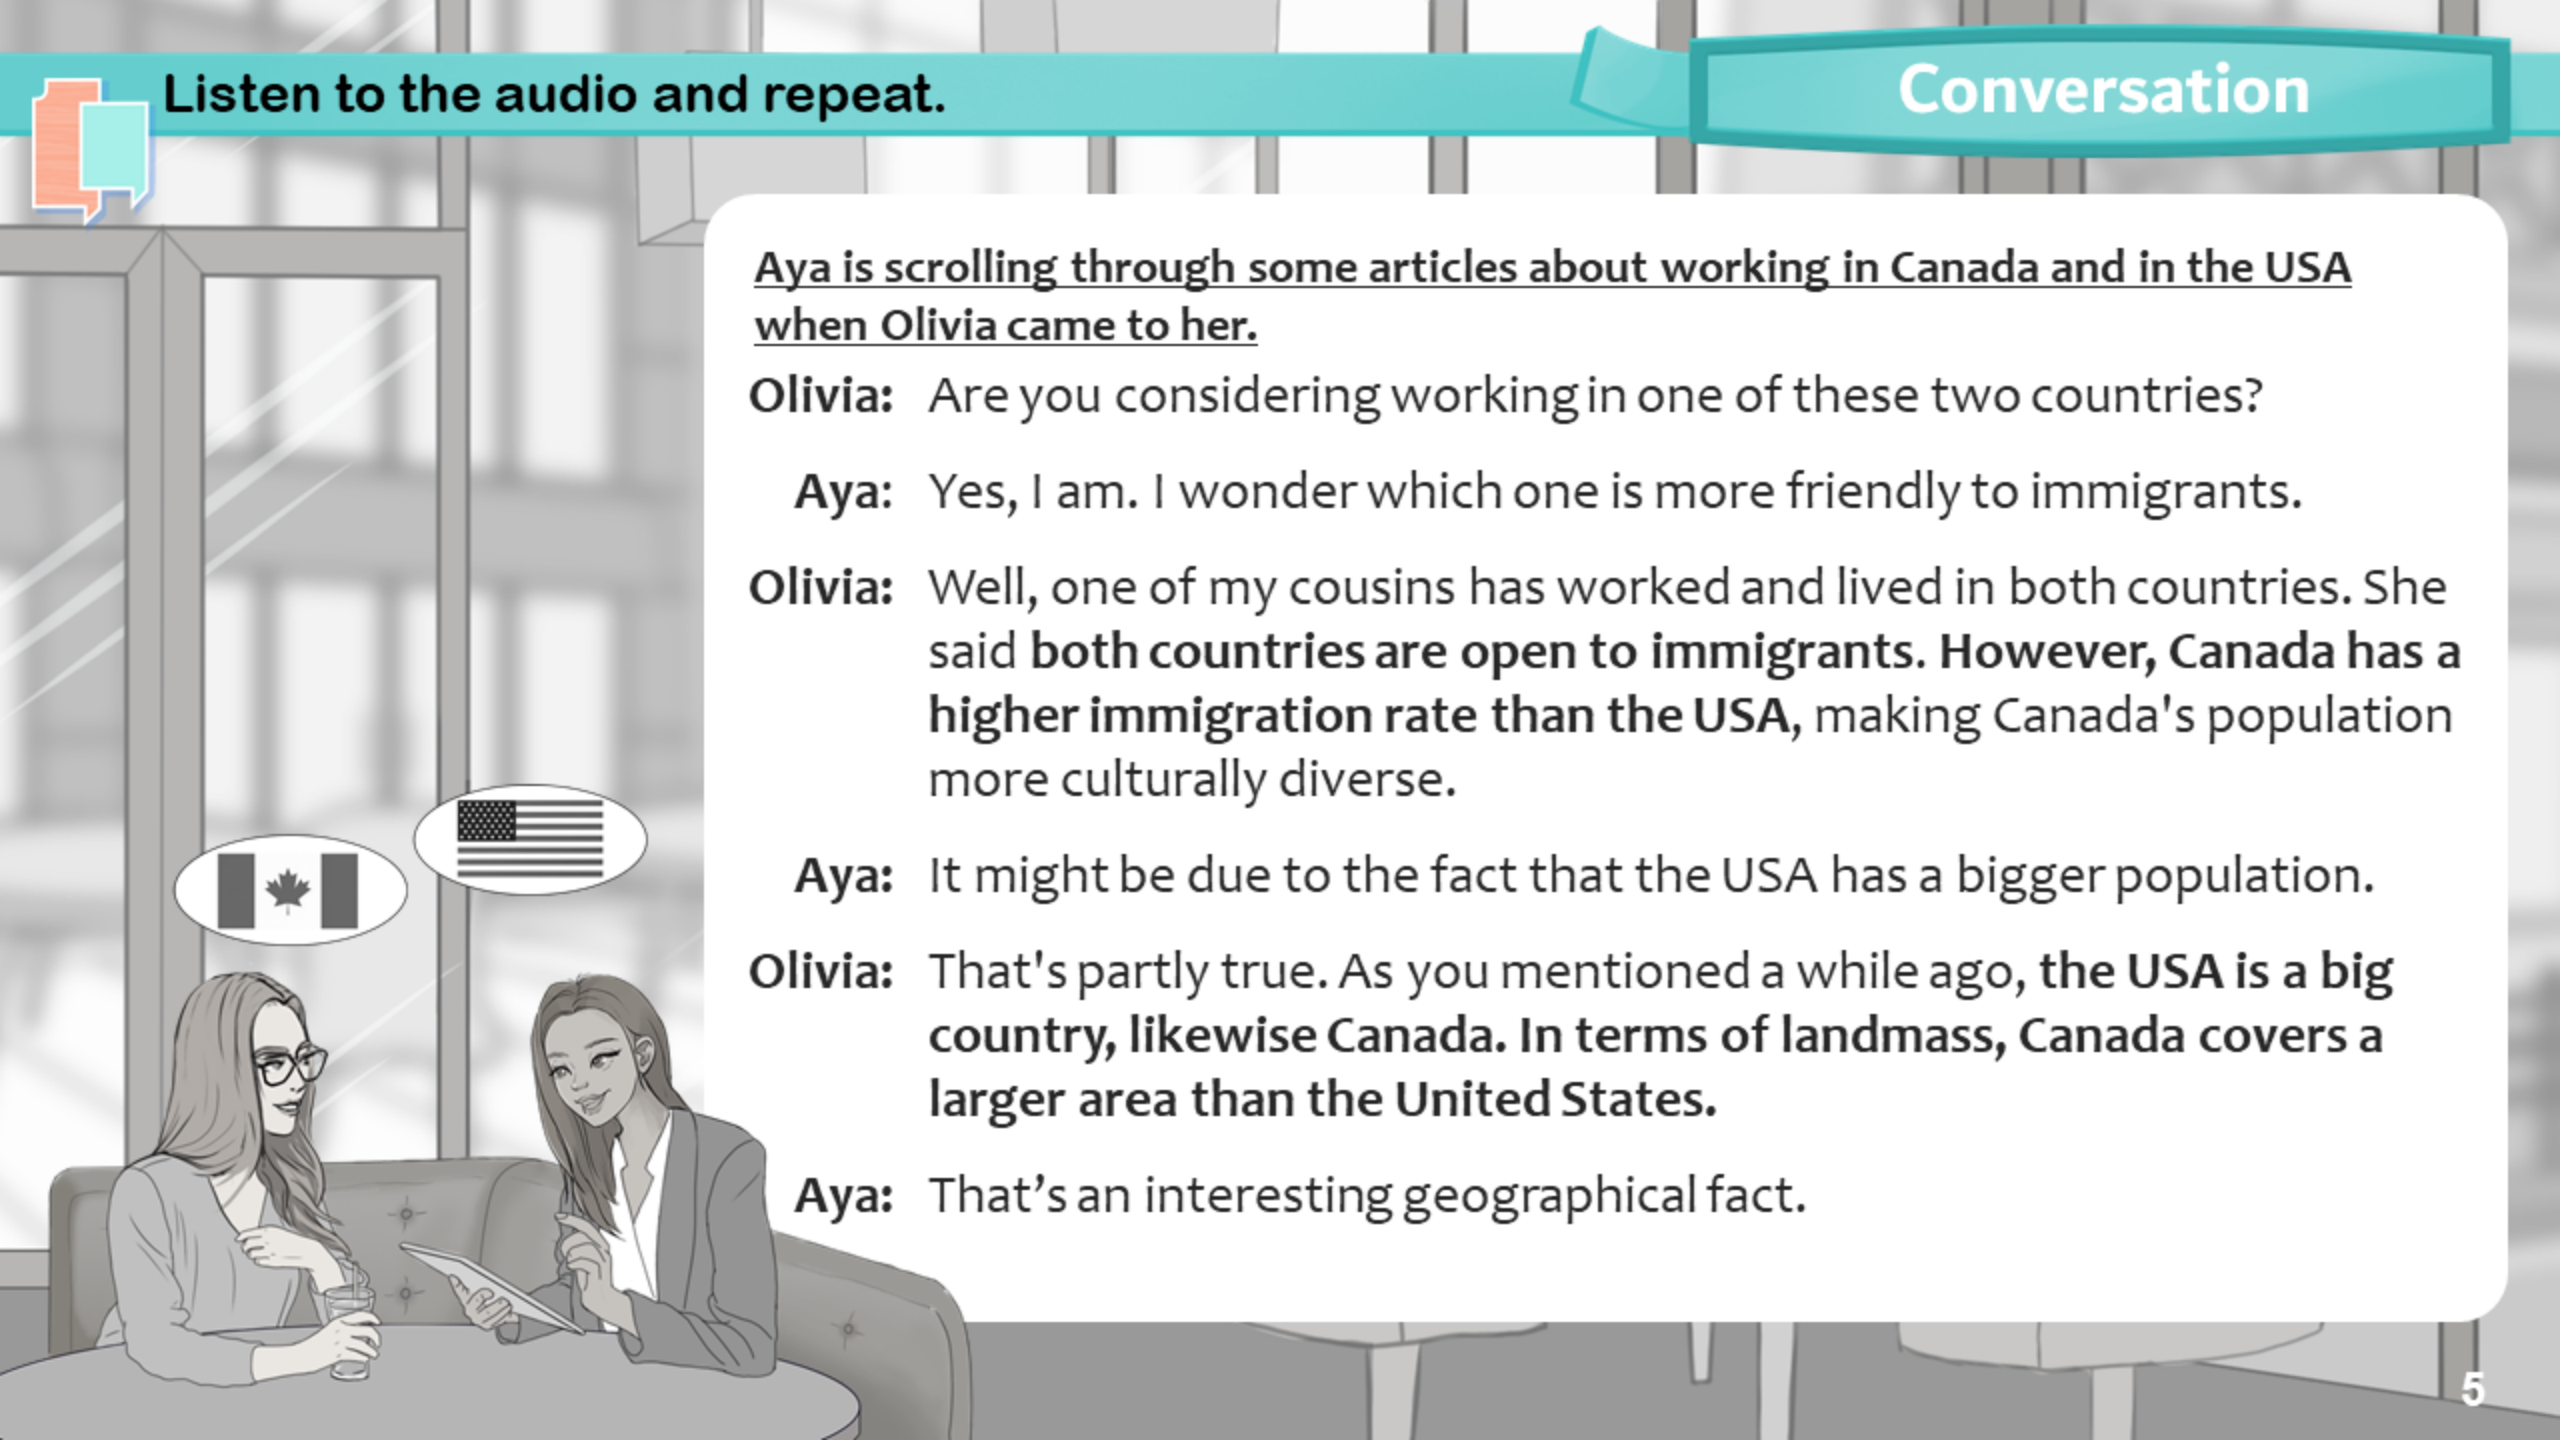 Listen to the audio and repeat.
Conversation
Aya is scrolling through some articles about working in Canada and in the USA
when Olivia came to her.
Olivia: Are you considering working in one of these two countries?
Aya: Yes, I am. I wonder which one is more friendly to immigrants.
Olivia: Well, one of my cousins has worked and lived in both countries. She
said both countries are open to immigrants. However, Canada has a
higher immigration rate than the USA, making Canada's population
more culturally diverse.
Aya: It might be due to the fact that the USA has a bigger population.
Olivia: That's partly true. As you mentioned a while ago, the USA is a big
country, likewise Canada. In terms of landmass, Canada covers a
larger area than the United States.
Aya: That’s an interesting geographical fact.
5